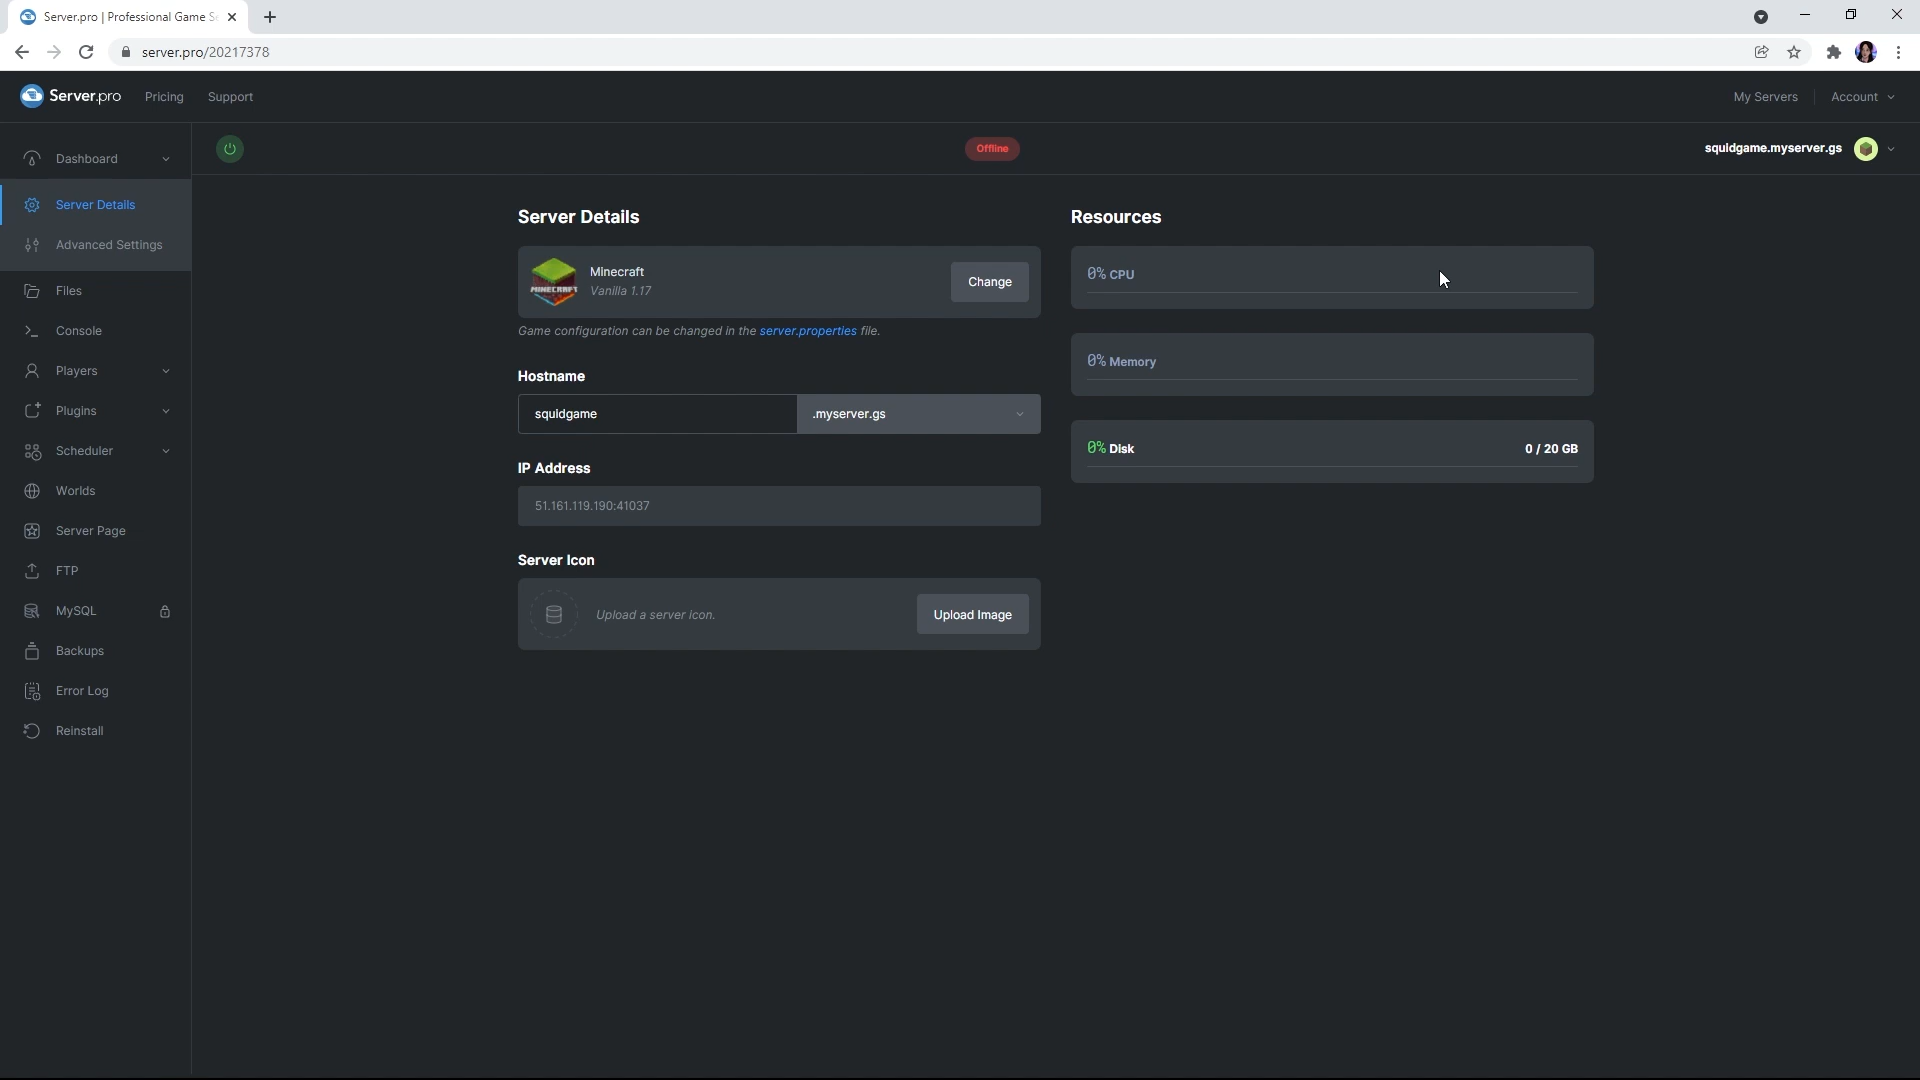 Server.pro | Professional Game S
server.pro/20217378
Server.pro
Pricing
Support
My Servers
Account
Offline
squidgame.myserver.gs
Dashboard
Server Details
Advanced Settings
Files
Console
Players
Plugins
Scheduler
Worlds
Server Page
FTP
MySQL
Backups
Error Log
Reinstall
Server Details
MINECRAFT
Minecraft
Vanilla 1.17
Change
Game configuration can be changed in the server.properties file.
Hostname
squidgame
.myserver.gs
IP Address
51.161.119.190:41037
Server Icon
Upload a server icon.
Upload Image
Resources
0% CPU
0% Memory
0% Disk
0 / 20 GB